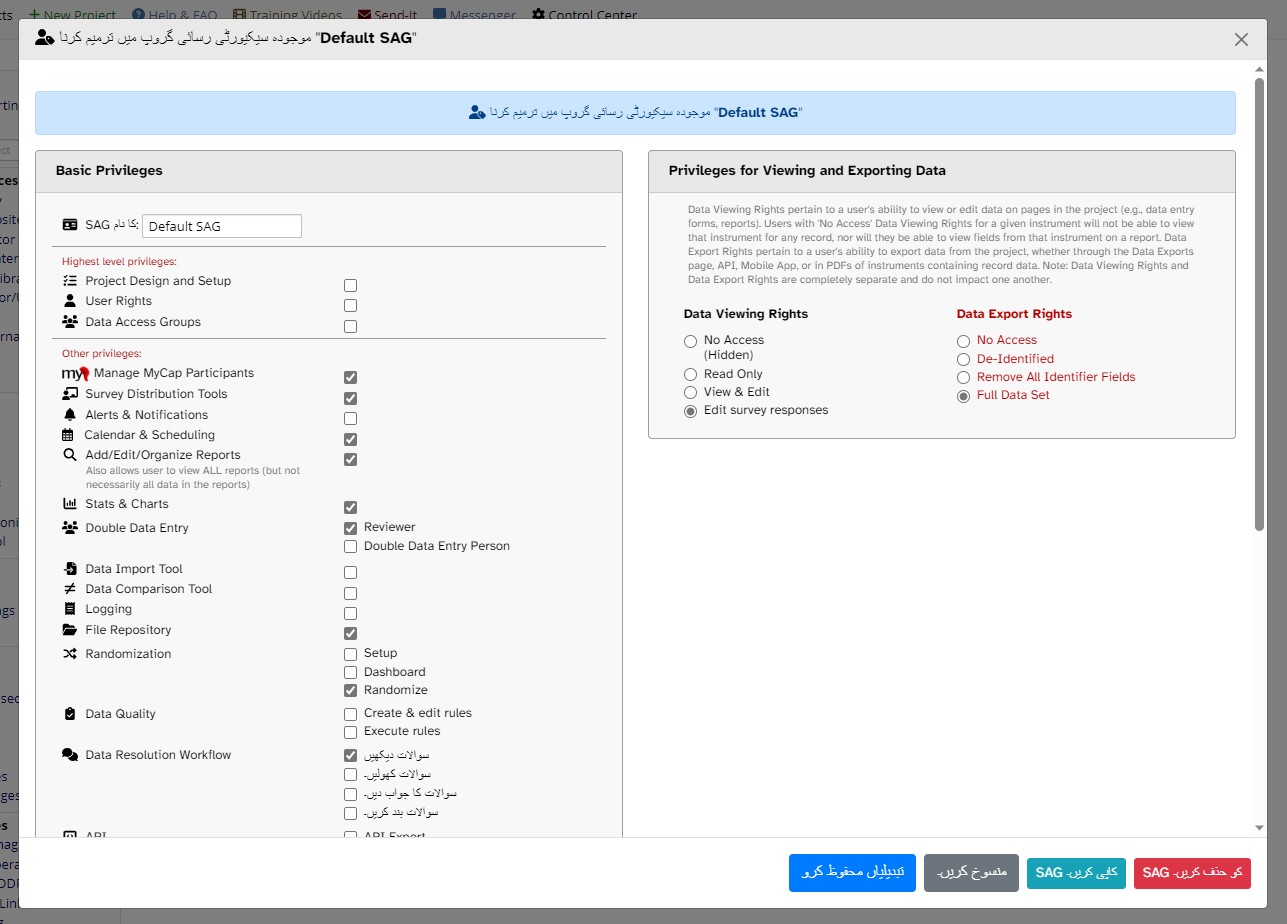 New Project
Help & FAQ
Training Videos
Send-It
Messenger
Control Center
موجودہ سیکیورٹی رسائی گروپ میں ترمیم کرنا "Default SAG"
موجودہ سیکیورٹی رسائی گروپ میں ترمیم کرنا "Default SAG"
Basic Privileges
SAG کا نام:
Default SAG
Highest level privileges:
Project Design and Setup
User Rights
Data Access Groups
Other privileges:
my Manage MyCap Participants
Survey Distribution Tools
Alerts & Notifications
Calendar & Scheduling
Add/Edit/Organize Reports
Also allows user to view ALL reports (but not
necessarily all data in the reports)
Stats & Charts
Double Data Entry
Reviewer
Double Data Entry Person
Data Import Tool
Data Comparison Tool
Logging
File Repository
Randomization
Setup
Dashboard
Randomize
Data Quality
Create & edit rules
Execute rules
Data Resolution Workflow
سوالات دیکھیں
سوالات کھولیں۔
سوالات کا جواب دیں۔
سوالات بند کریں۔
API
API Export
Privileges for Viewing and Exporting Data
Data Viewing Rights pertain to a user's ability to view or edit data on pages in the project (e.g., data entry
forms, reports). Users with 'No Access' Data Viewing Rights for a given instrument will not be able to view
that instrument for any record, nor will they be able to view fields from that instrument on a report. Data
Export Rights pertain to a user's ability to export data from the project, whether through the Data Exports
page, API, Mobile App, or in PDFs of instruments containing record data. Note: Data Viewing Rights and
Data Export Rights are completely separate and do not impact one another.
Data Viewing Rights
No Access
(Hidden)
Read Only
View & Edit
Edit survey responses
Data Export Rights
No Access
De-Identified
Remove All Identifier Fields
Full Data Set
تبدیلیاں محفوظ کرو
منسوخ کریں۔
SAG کاپی کریں۔
SAG کو حذف کریں۔